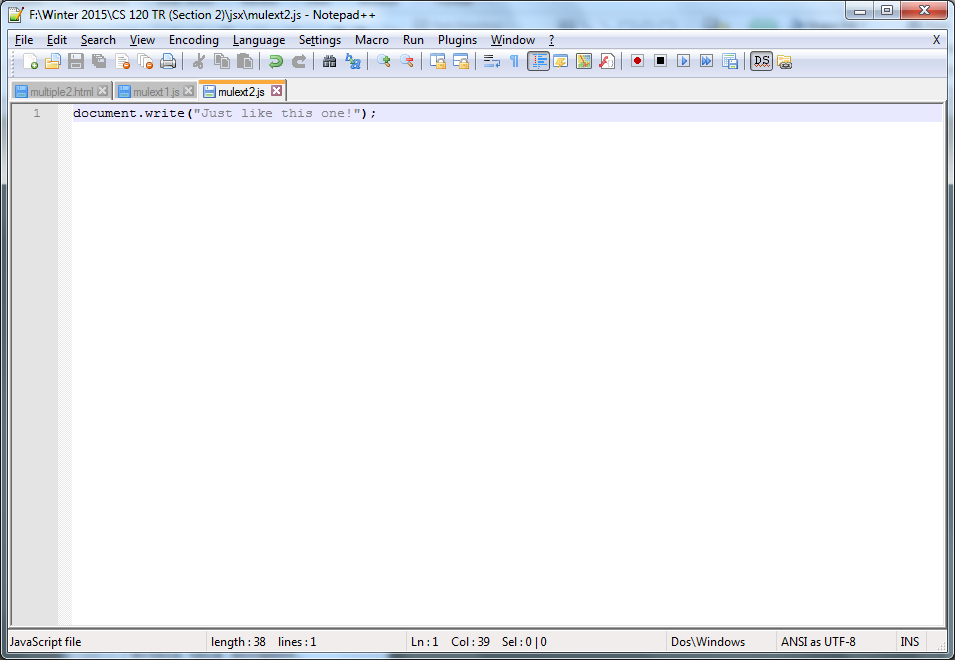 F:\Winter 2015\CS 120 TR (Section 2)\jsx\mulext2.js - Notepad++
File Edit Search View Encoding Language Settings Macro Run Plugins Window ? X
multiple2.html mulext1.js mulext2.js
1 document.write("Just like this one!");
JavaScript file length : 38 lines : 1 Ln : 1 Col : 39 Sel : 0 | 0 Dos\Windows ANSI as UTF-8 INS